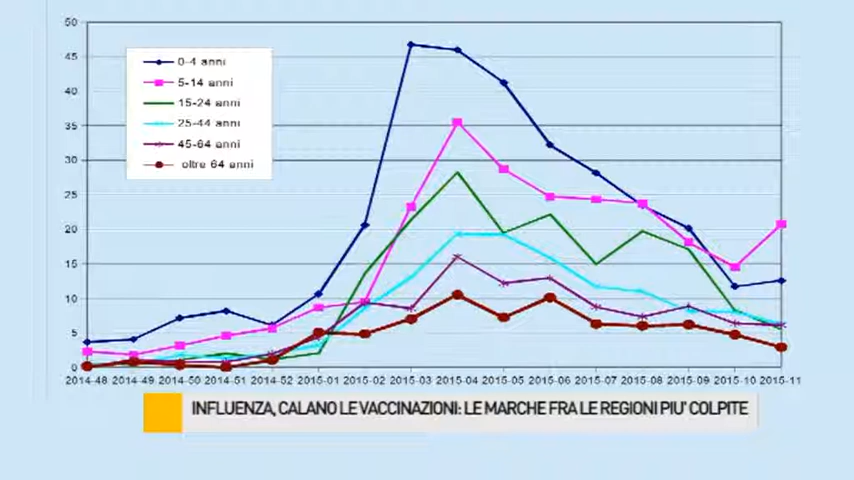 50
45
40
35
30
25
20
15
10
5
0
0-4 anni
5-14 anni
15-24 anni
25-44 anni
45-64 anni
oltre 64 anni
2014-48 2014-49 2014-50 2014-51 2014-52 2015-01 2015-02 2015-03 2015-04 2015-05 2015-06 2015-07 2015-08 2015-09 2015-10 2015-11
INFLUENZA, CALANO LE VACCINAZIONI: LE MARCHE FRA LE REGIONI PIU' COLPITE